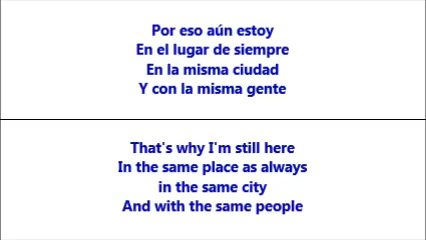 Por eso aún estoy
En el lugar de siempre
En la misma ciudad
Y con la misma gente
That's why I'm still here
In the same place as always
in the same city
And with the same people